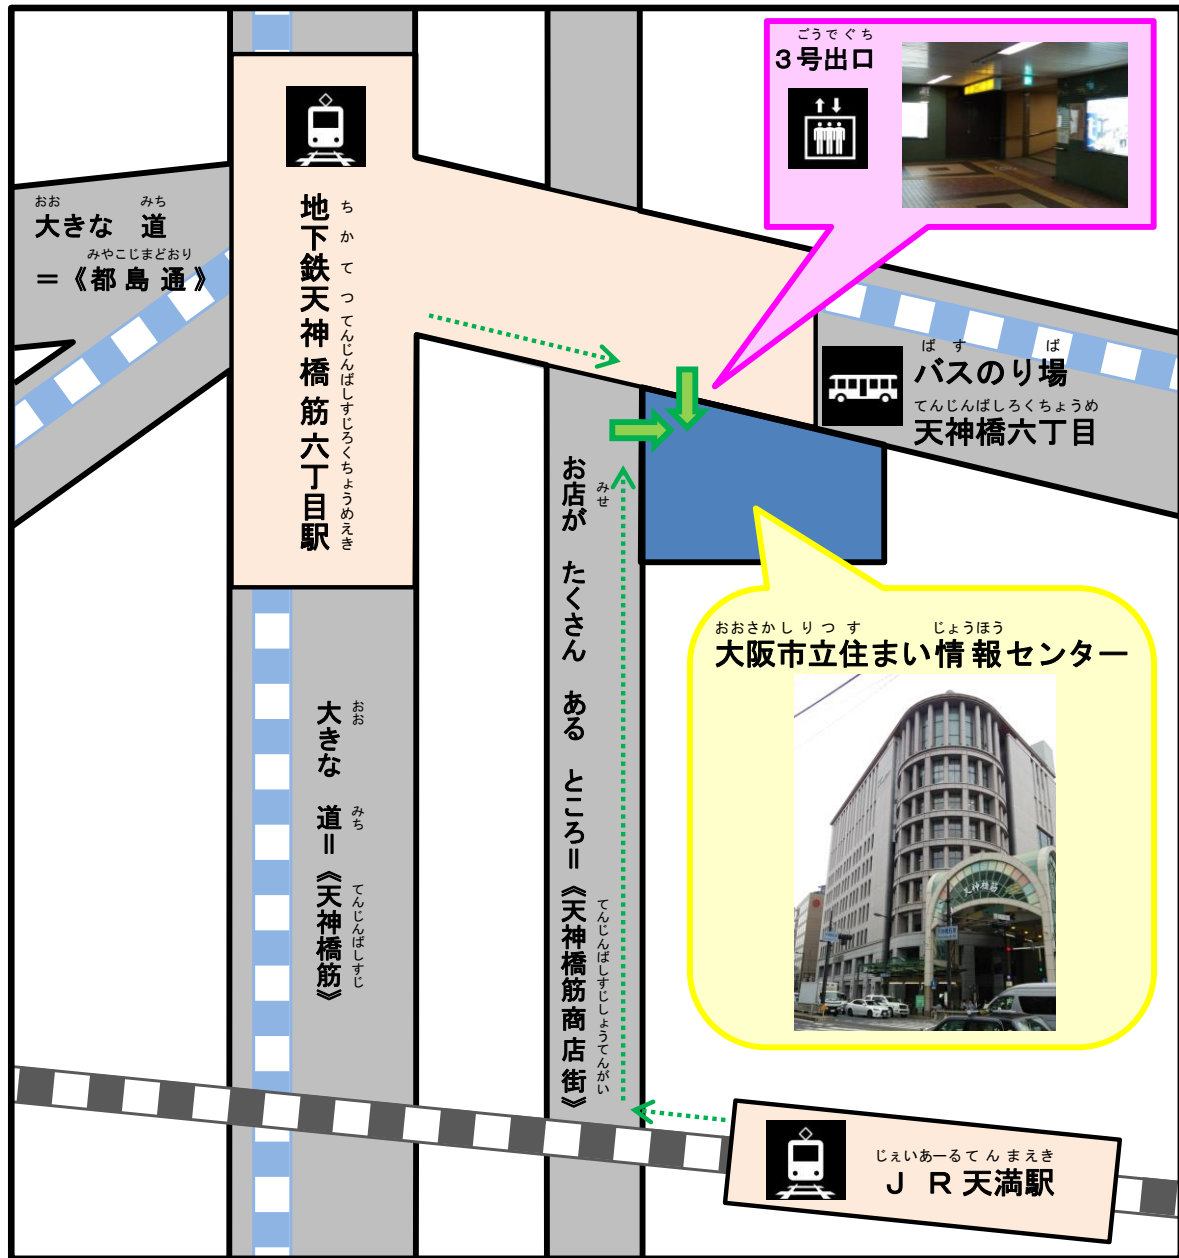 ごうでぐち
３号出口
おお　みち
大きな　道
みやこじまどおり
＝《都島通》
ちかてつてんじんばしすじろくちょうめえき
地下鉄天神橋筋六丁目駅
ばすのりば
バスのり場
てんじんばしろくちょうめ
天神橋六丁目
みせ
お店が　たくさん　ある　ところ＝《天神橋筋商店街》
てんじんばしすじしょうてんがい
おおさかしりつす　じょうほう
大阪市立住まい情報センター
天神橋筋
おお　みち　てんじんばしすじ
大きな　道＝《天神橋筋》
じぇいあーるてんまえき
ＪＲ天満駅